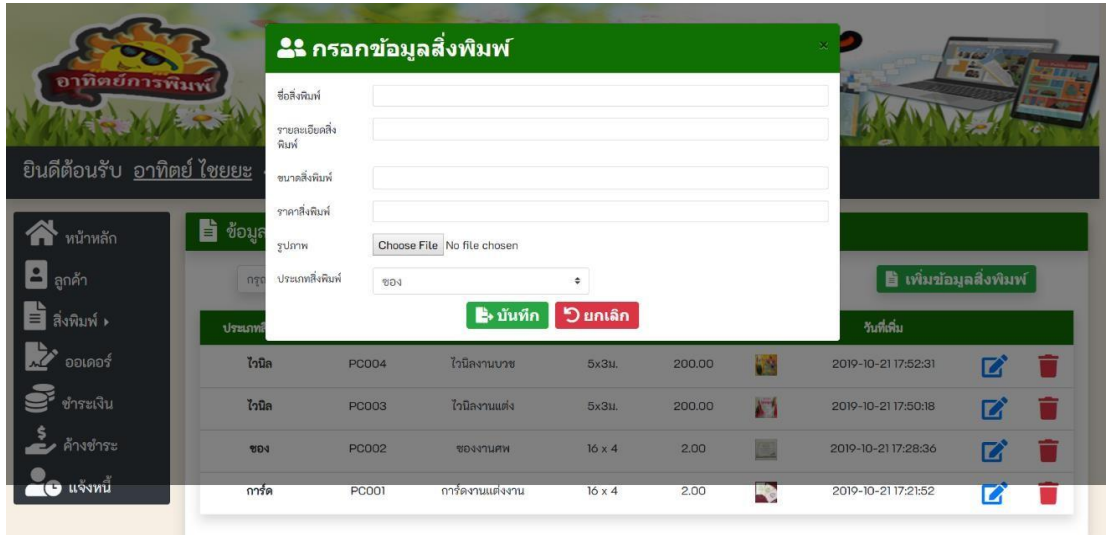 กรอกข้อมูลสิ่งพิมพ์ ×
อาทิตย์การพิมพ์
ชื่อสิ่งพิมพ์
รายละเอียดสิ่ง
พิมพ์
ขนาดสิ่งพิมพ์
ราคาสิ่งพิมพ์
รูปภาพ Choose File No file chosen
ประเภทสิ่งพิมพ์ ซอง
บันทึก ยกเลิก
ยินดีต้อนรับ อาทิตย์ ไชยยะ
หน้าหลัก
ลูกค้า
สิ่งพิมพ์
ออเดอร์
ชำระเงิน
ค้างชำระ
แจ้งหนี้
ข้อมูล
กรอ
เพิ่มข้อมูลสิ่งพิมพ์
ประเภทสิ วันที่เพิ่ม
ไวนิล PC004 ไวนิลงานบวช 5x3ม. 200.00 2019-10-21 17:52:31
ไวนิล PC003 ไวนิลงานแต่ง 5x3ม. 200.00 2019-10-21 17:50:18
ซอง PC002 ซองงานศพ 16 x 4 2.00 2019-10-21 17:28:36
การ์ด PC001 การ์ดงานแต่งงาน 16 x 4 2.00 2019-10-21 17:21:52